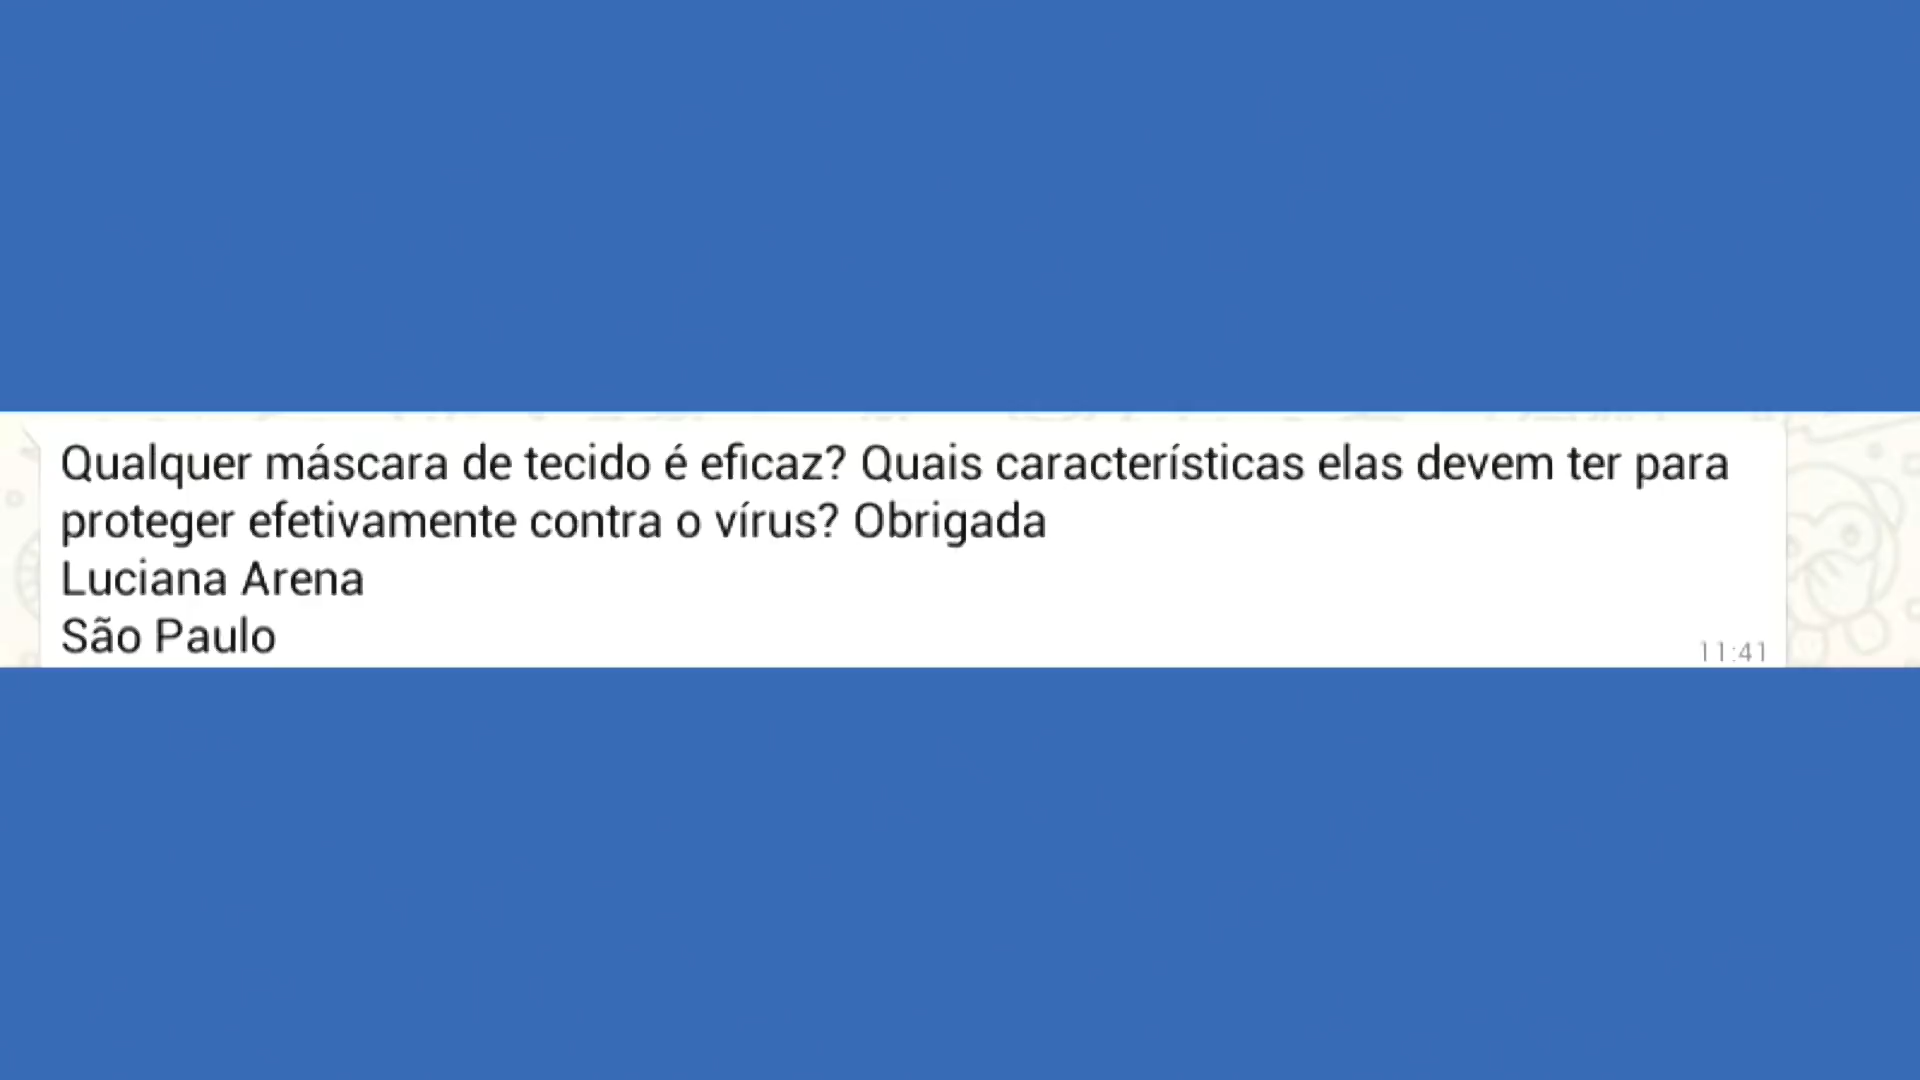 Qualquer máscara de tecido é eficaz? Quais características elas devem ter para
proteger efetivamente contra o vírus? Obrigada
Luciana Arena
São Paulo
11:41